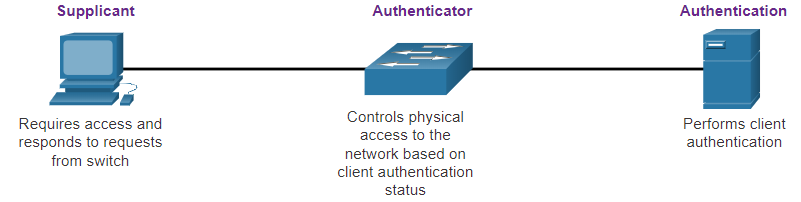 Supplicant
Authenticator
Authentication
Requires access and
responds to requests
from switch
Controls physical
access to the
network based on
client authentication
status
Performs client
authentication